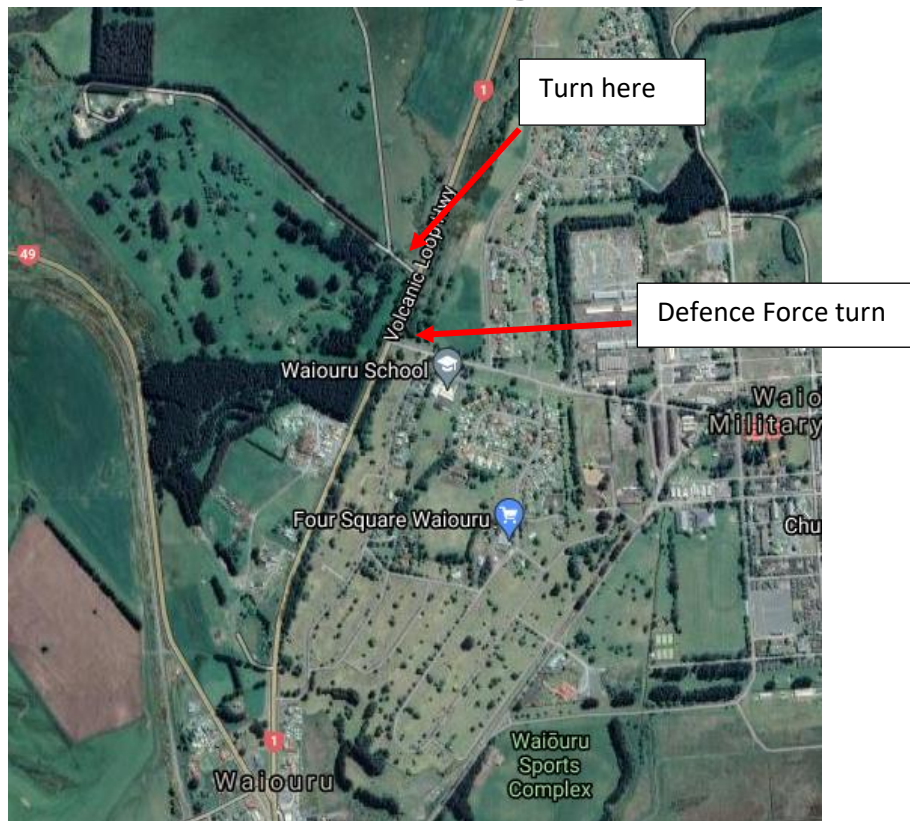 1
Turn here
Volcanic Loop Hwy
49
Defence Force turn
Waiouru School
Waio
Military
Four Square Waiouru
Chu
1
Waiouru
Waiōuru
Sports
Complex